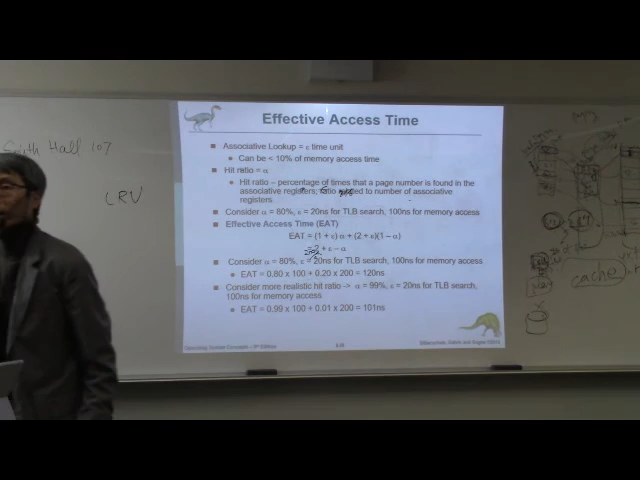 South Hall 107
LRU
Effective Access Time
Associative Lookup = ε time unit
Can be < 10% of memory access time
Hit ratio = α
Hit ratio – percentage of times that a page number is found in the
associative registers; ratio related to number of associative
registers
Consider α = 80%, ε = 20ns for TLB search, 100ns for memory access
Effective Access Time (EAT)
EAT = (1 + ε) α + (2 + ε)(1 – α)
= 2 + ε – α
Consider α = 80%, ε = 20ns for TLB search, 100ns for memory access
EAT = 0.80 x 100 + 0.20 x 200 = 120ns
Consider more realistic hit ratio -> α = 99%, ε = 20ns for TLB search,
100ns for memory access
EAT = 0.99 x 100 + 0.01 x 200 = 101ns
Operating System Concepts – 9th Edition
Silberschatz, Galvin and Gagne ©2013
cache